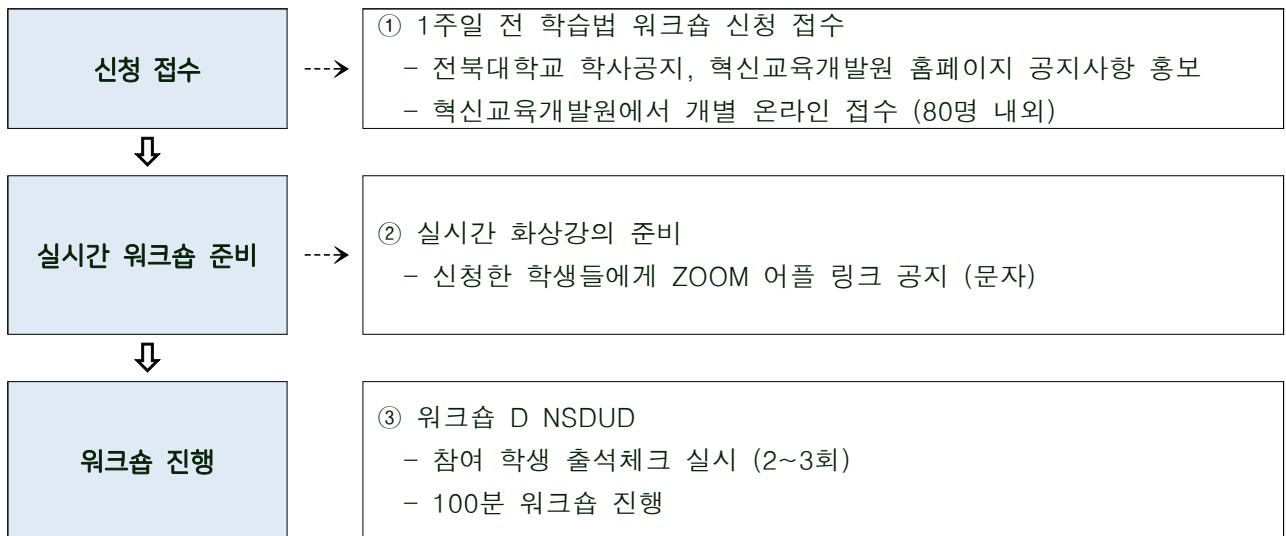 신청 접수
① 1주일 전 학습법 워크숍 신청 접수
– 전북대학교 학사공지, 혁신교육개발원 홈페이지 공지사항 홍보
– 혁신교육개발원에서 개별 온라인 접수 (80명 내외)
실시간 워크숍 준비
② 실시간 화상강의 준비
– 신청한 학생들에게 ZOOM 어플 링크 공지 (문자)
워크숍 진행
③ 워크숍 D NSDUD
– 참여 학생 출석체크 실시 (2~3회)
– 100분 워크숍 진행